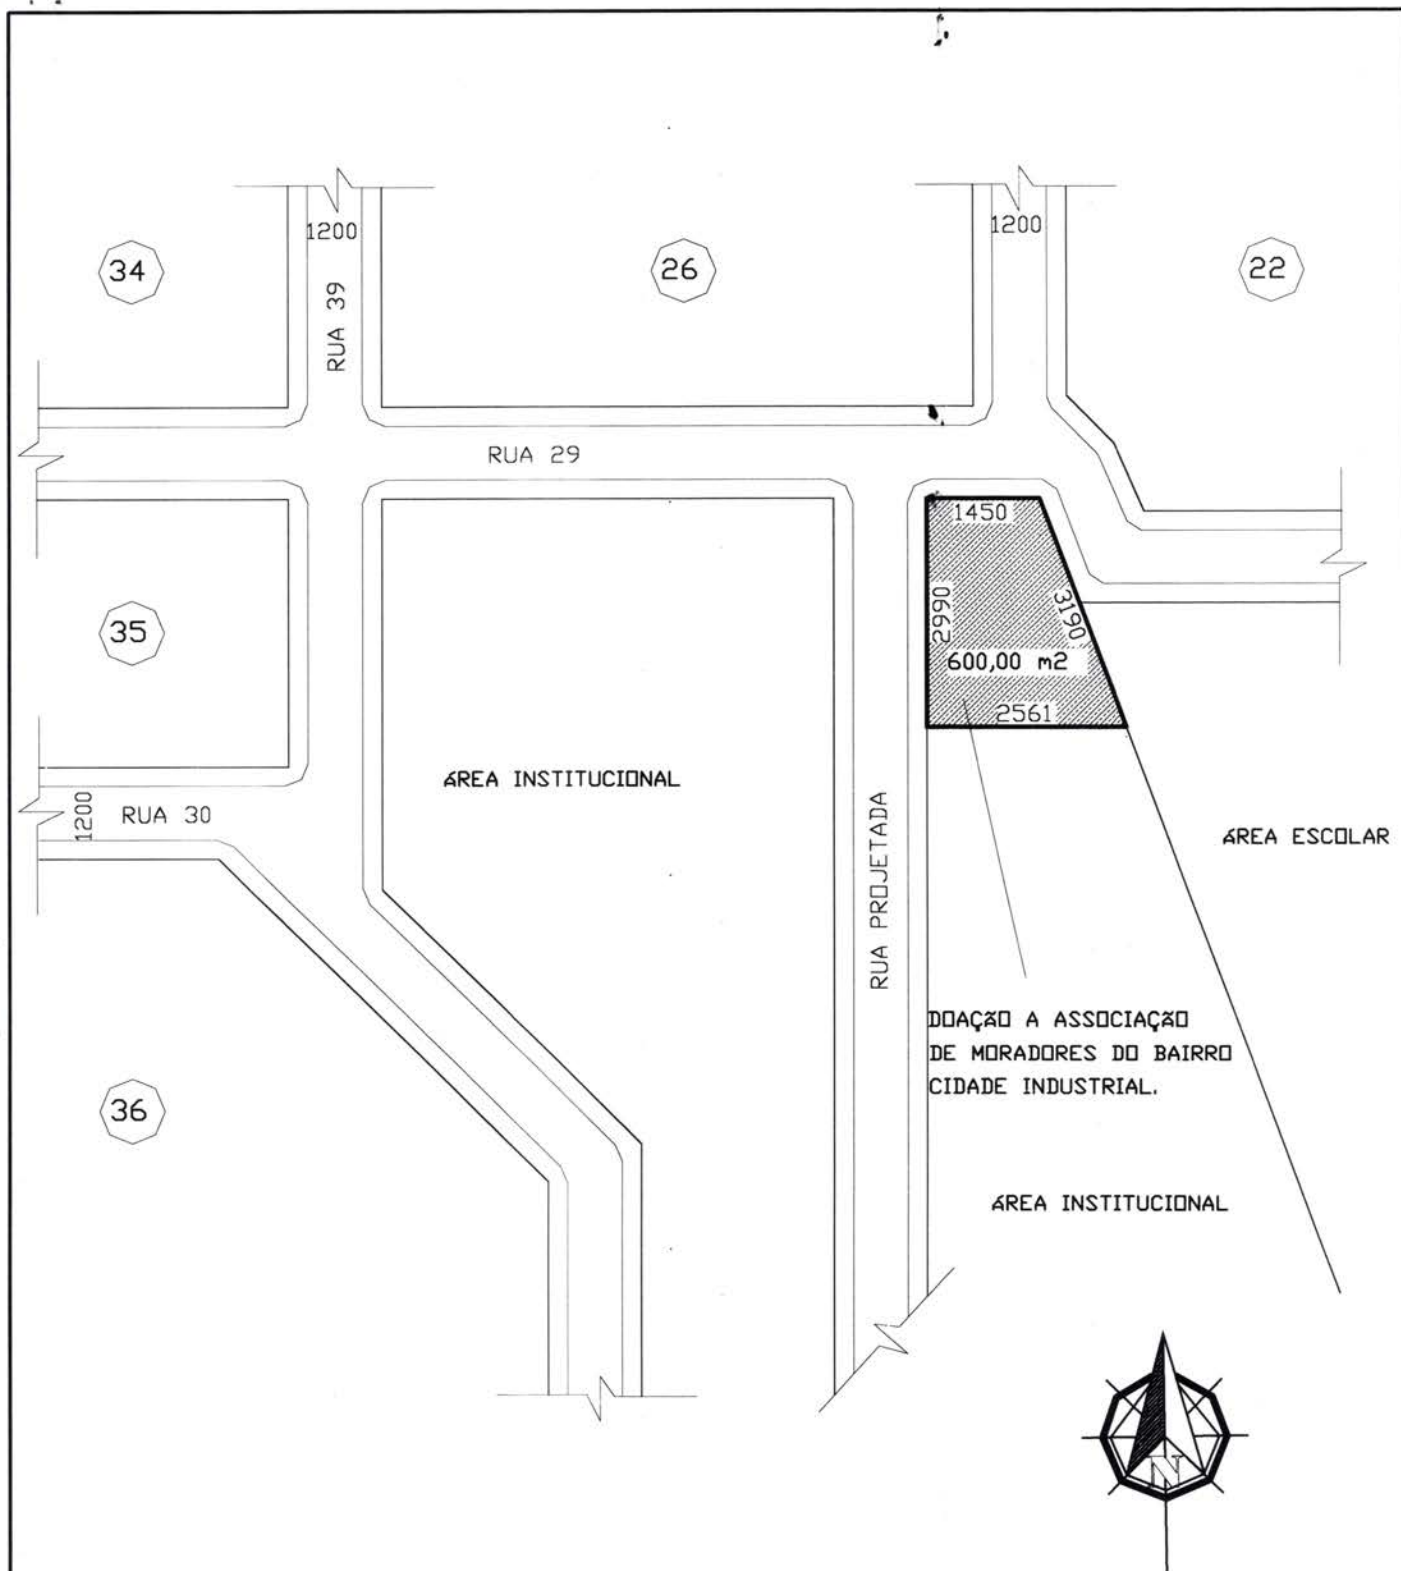 1200
1200
34
26
22
RUA 39
RUA 29
1450
35
2990
3190
600,00 m2
2561
ÁREA INSTITUCIONAL
1200
RUA 30
RUA PROJETADA
ÁREA ESCOLAR
DOAÇÃO A ASSOCIAÇÃO
DE MORADORES DO BAIRRO
CIDADE INDUSTRIAL.
36
ÁREA INSTITUCIONAL
N